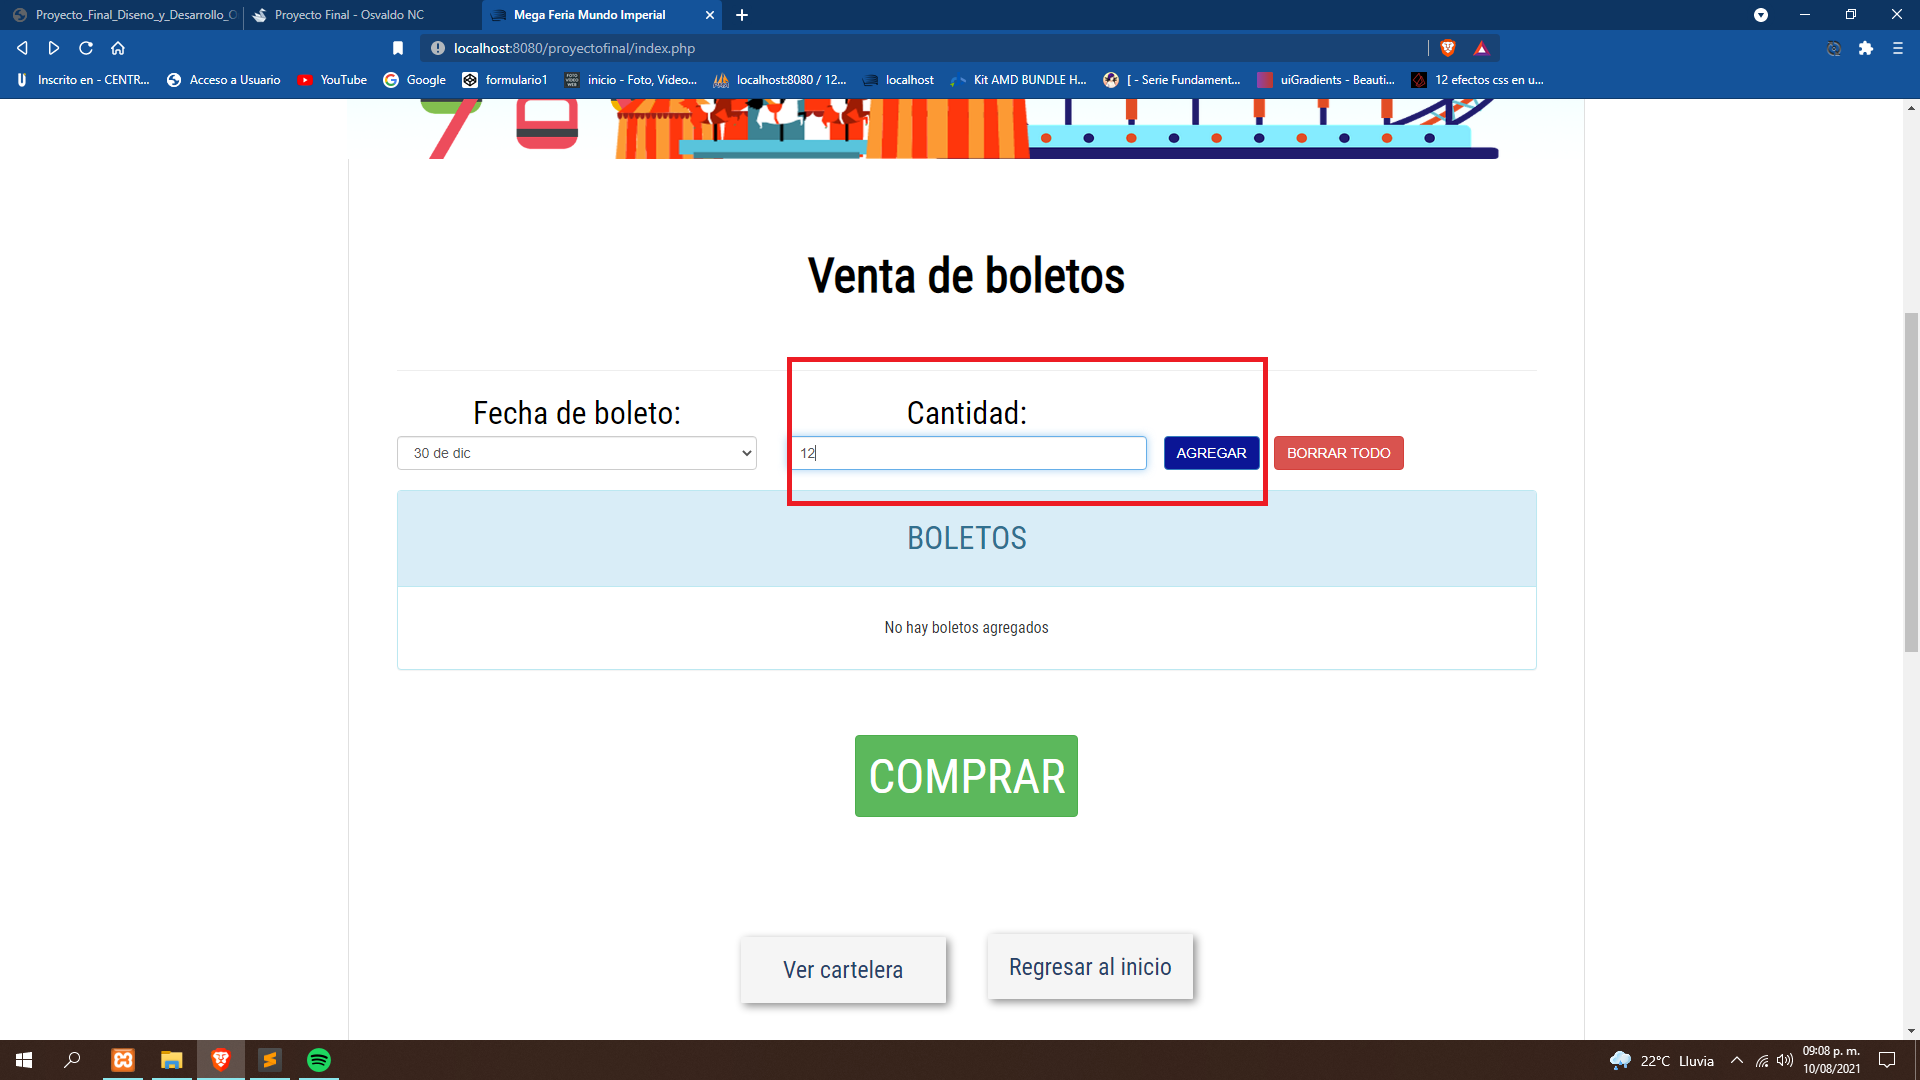 Proyecto_Final_Diseno_y_Desarrollo_O
Proyecto Final - Osvaldo NC
Mega Feria Mundo Imperial
localhost:8080/proyectofinal/index.php
Inscrito en - CENTR...
Acceso a Usuario
YouTube
Google
formulario1
inicio - Foto, Video...
localhost:8080 / 12...
localhost
Kit AMD BUNDLE H...
[ - Serie Fundament...
uiGradients - Beauti...
12 efectos css en u...
Venta de boletos
Fecha de boleto:
Cantidad:
30 de dic
12
AGREGAR
BORRAR TODO
BOLETOS
No hay boletos agregados
COMPRAR
Ver cartelera
Regresar al inicio
22°C Lluvia
09:08 p. m.
10/08/2021